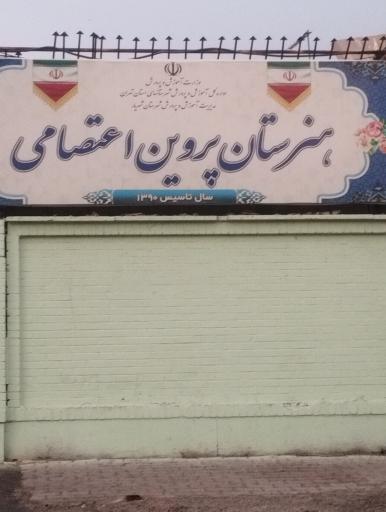 وزارت آموزش و پرورش
اداره کل آموزش و پرورش شهرستانهای استان تهران
مدیریت آموزش و پرورش شهرستان شهریار
هنرستان پروین اعتصامی
سال تاسیس ۱۳۹۰